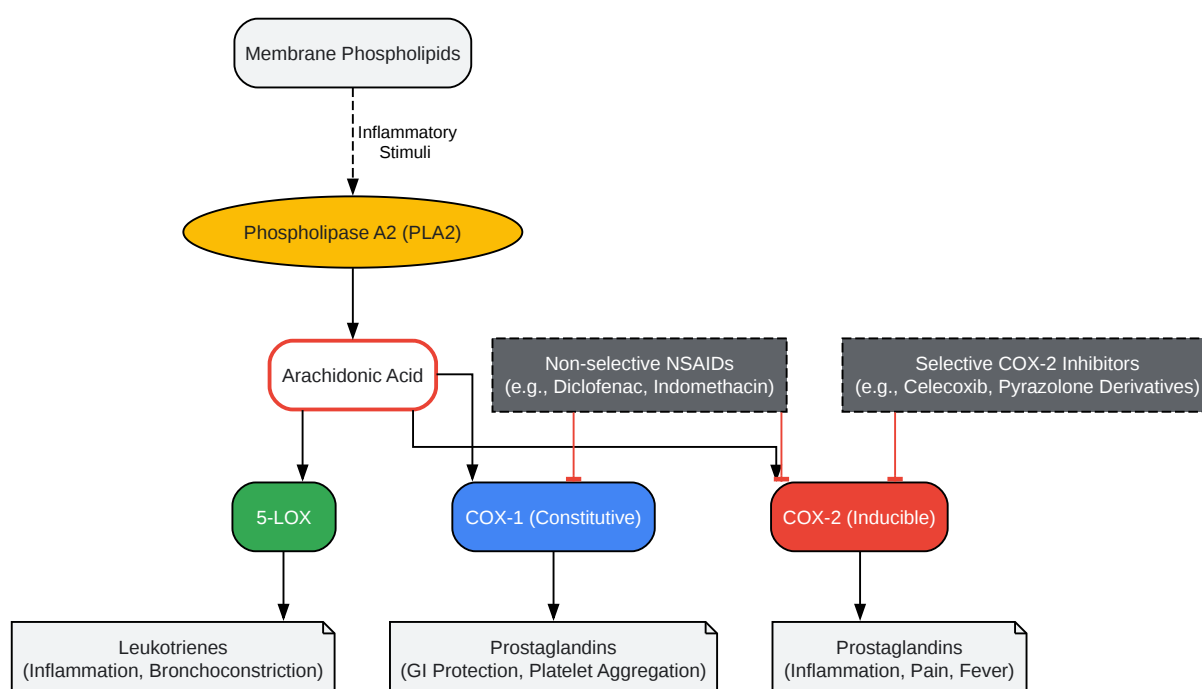 Membrane Phospholipids
Inflammatory
Stimuli
Phospholipase A2 (PLA2)
Arachidonic Acid
Non-selective NSAIDs
(e.g., Diclofenac, Indomethacin)
Selective COX-2 Inhibitors
(e.g., Celecoxib, Pyrazolone Derivatives)
5-LOX
COX-1 (Constitutive)
COX-2 (Inducible)
Leukotrienes
(Inflammation, Bronchoconstriction)
Prostaglandins
(GI Protection, Platelet Aggregation)
Prostaglandins
(Inflammation, Pain, Fever)